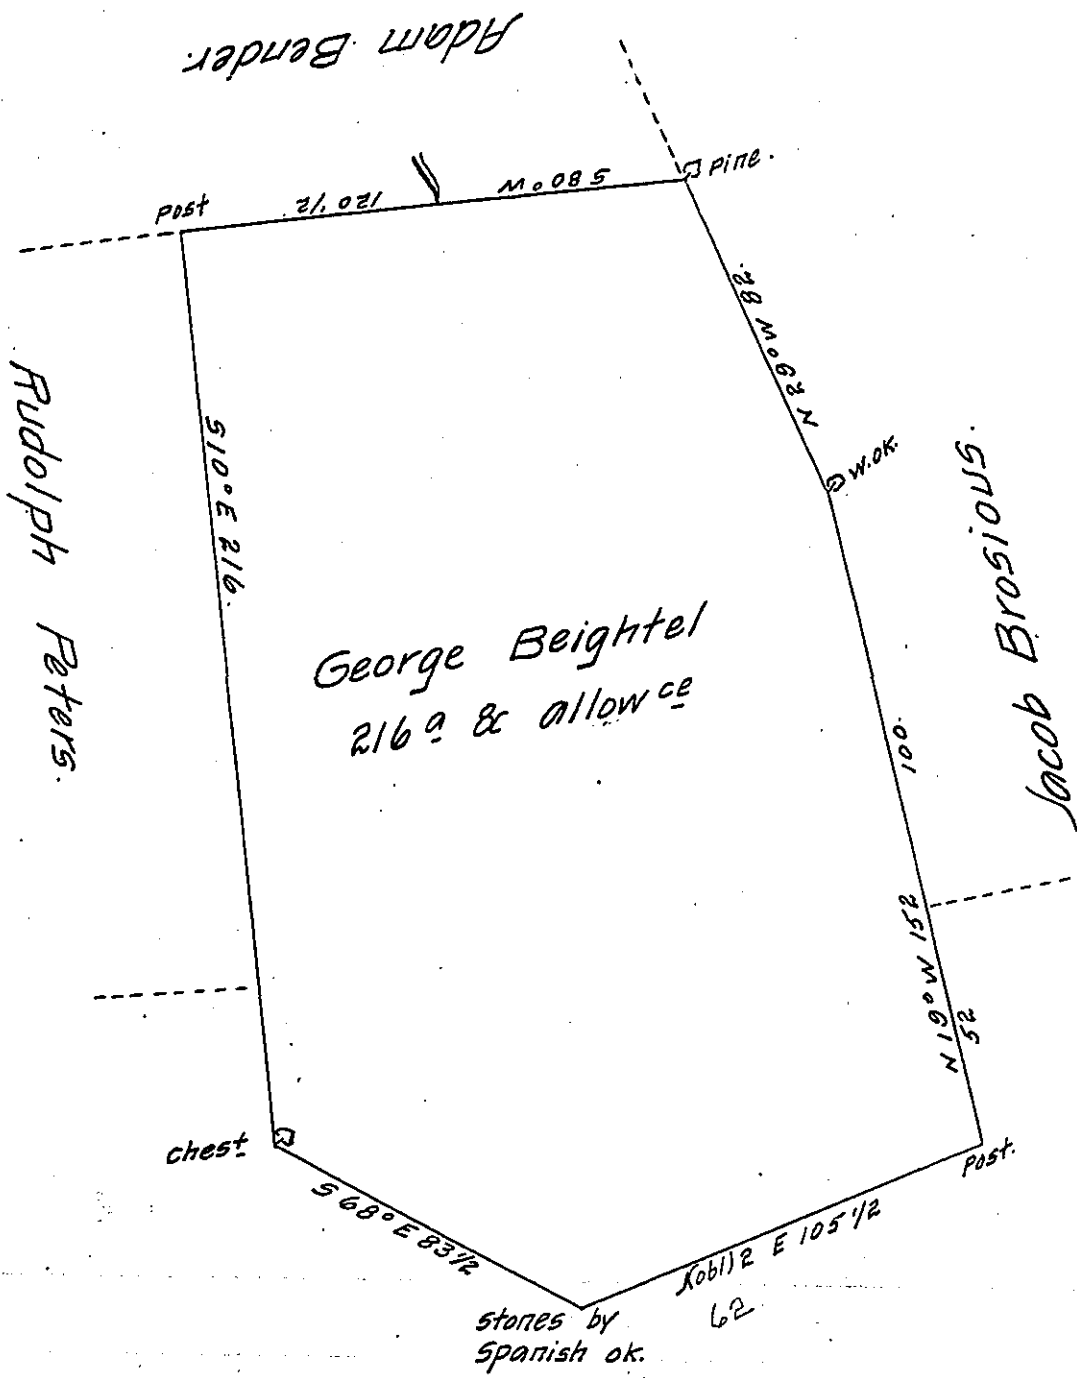 Adam Bender.
Pine.
S 80° W
120 1/2
Post
N 29° W 82.
W.OK.
Rudolph Peters.
S 10° E 216.
Jacob Brosious.
George Beightel
216 a & allow ce
100.
N 19° W 152
52
Post.
chest
S 68° E 83 1/2
E 105 1/2
62
stones by
Spanish ok.